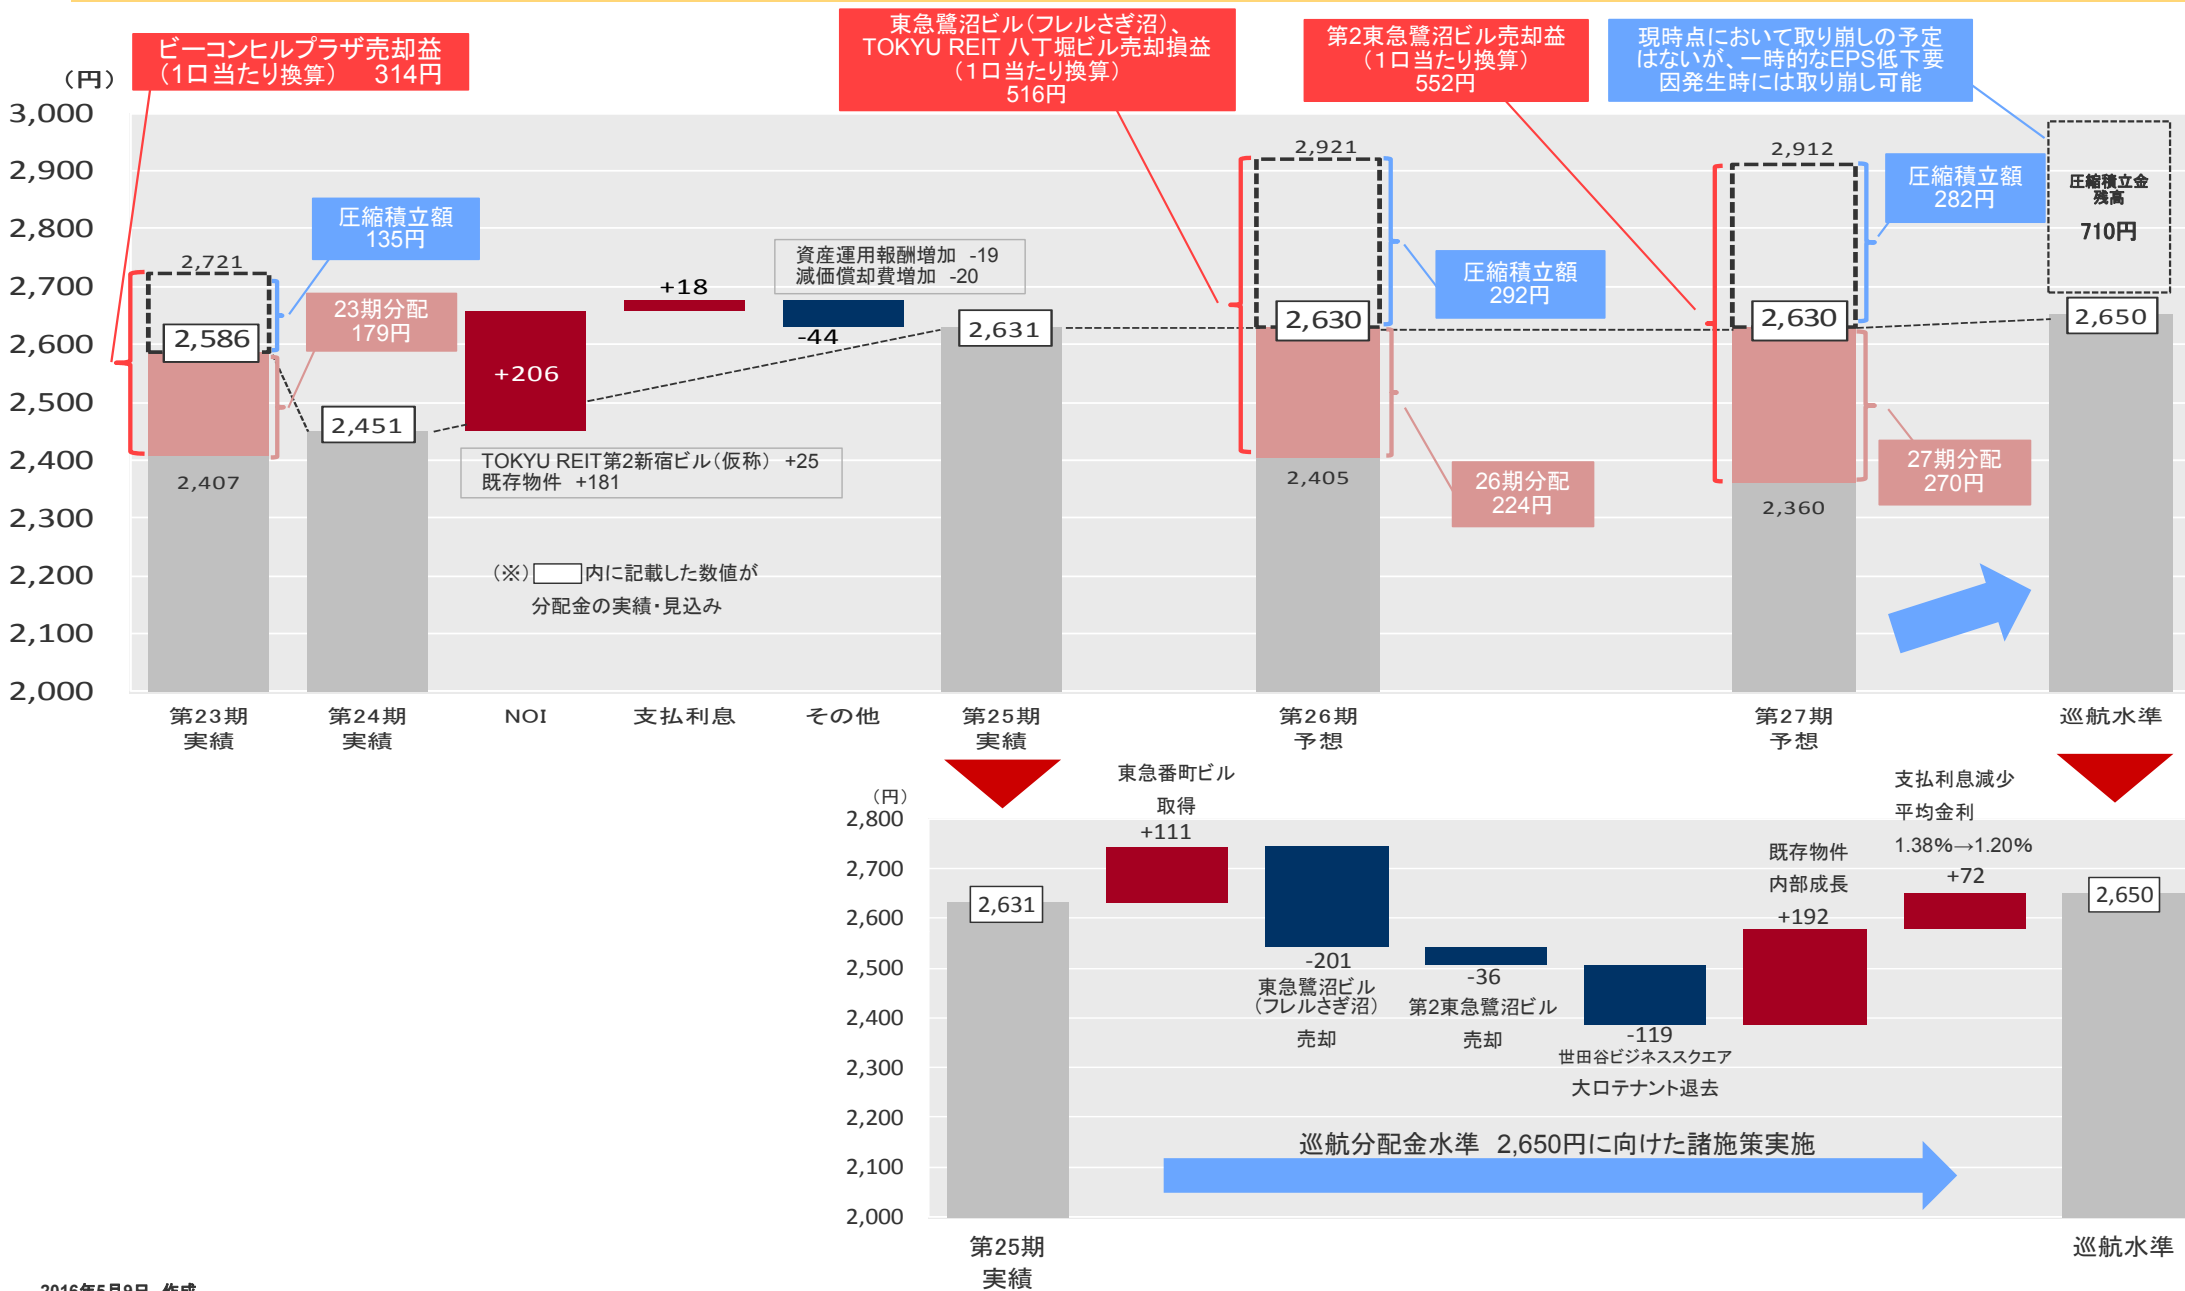 ビーコンヒルプラザ売却益
（1口当たり換算） 314円
東急鷺沼ビル（フレルさぎ沼）、
TOKYU REIT 八丁堀ビル売却損益
（1口当たり換算）
516円
第2東急鷺沼ビル売却益
（1口当たり換算）
552円
現時点において取り崩しの予定
はないが、一時的なEPS低下要
因発生時には取り崩し可能
（円）
3,000
2,900
2,800
2,700
2,600
2,500
2,400
2,300
2,200
2,100
2,000
2,721
2,586
2,407
圧縮積立額
135円
23期分配
179円
2,451
+206
TOKYU REIT第2新宿ビル（仮称） +25
既存物件 +181
+18
資産運用報酬増加 -19
減価償却費増加 -20
-44
2,631
（※） 内に記載した数値が
分配金の実績・見込み
2,921
2,630
2,405
圧縮積立額
292円
26期分配
224円
2,912
2,630
2,360
圧縮積立額
282円
27期分配
270円
圧縮積立金
残高
710円
2,650
第23期
実績
第24期
実績
NOI
支払利息
その他
第25期
実績
第26期
予想
第27期
予想
巡航水準
（円）
2,800
2,700
2,600
2,500
2,400
2,300
2,200
2,100
2,000
2,631
東急番町ビル
取得
+111
-201
東急鷺沼ビル
（フレルさぎ沼）
売却
-36
第2東急鷺沼ビル
売却
-119
世田谷ビジネススクエア
大口テナント退去
既存物件
内部成長
+192
支払利息減少
平均金利
1.38%→1.20%
+72
2,650
巡航分配金水準 2,650円に向けた諸施策実施
第25期
実績
巡航水準
2016年5月9日 作成